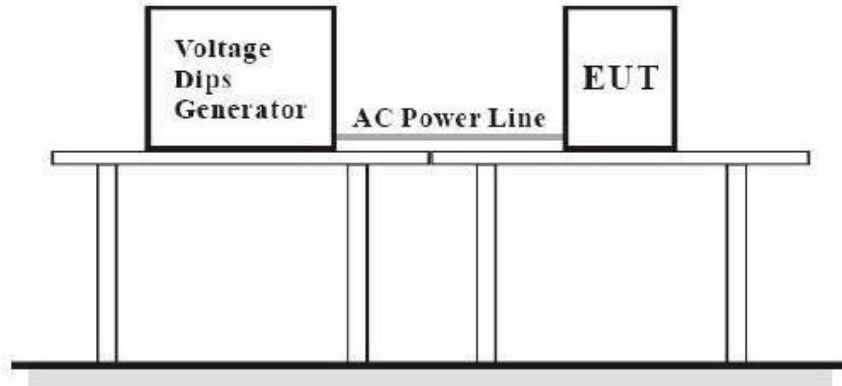 Voltage
Dips
Generator
AC Power Line
EUT